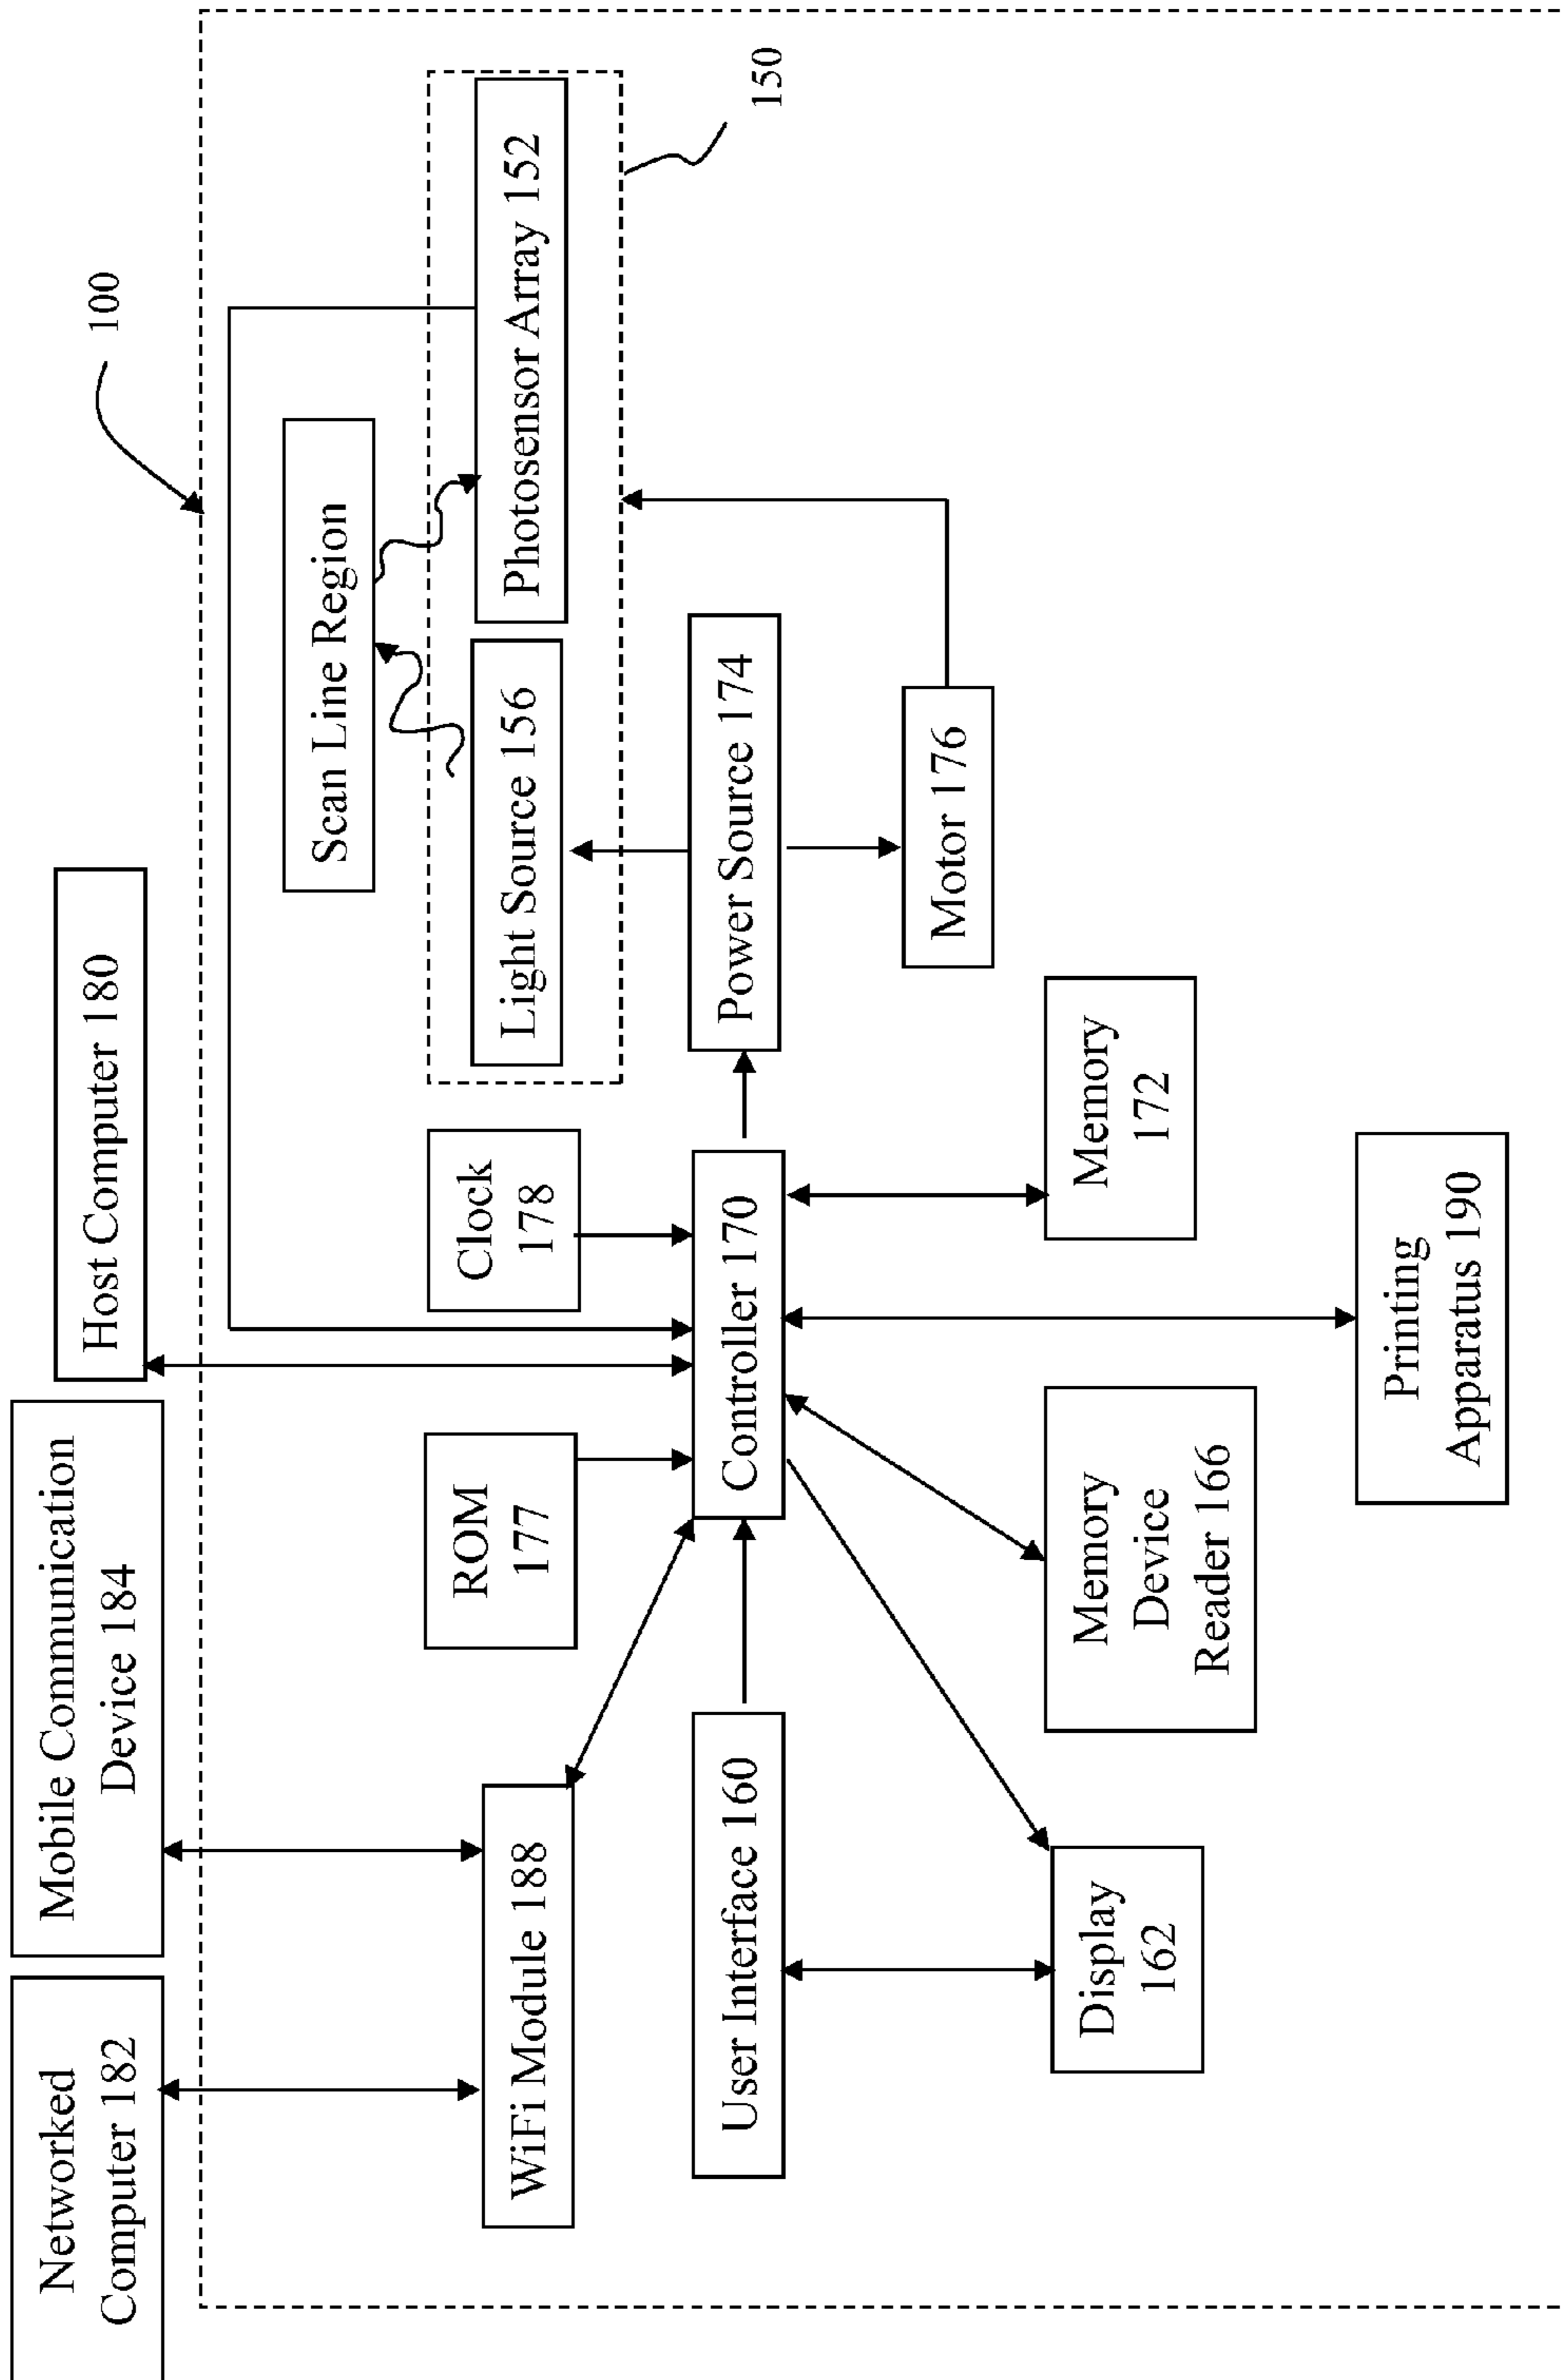 Networked
Computer 182
Mobile Communication
Device 184
Host Computer 180
100
Scan Line Region
ROM
177
Clock
178
WiFi Module 188
Light Source 156
Photosensor Array 152
150
User Interface 160
Controller 170
Power Source 174
Motor 176
Display
162
Memory
Device
Reader 166
Memory
172
Printing
Apparatus 190